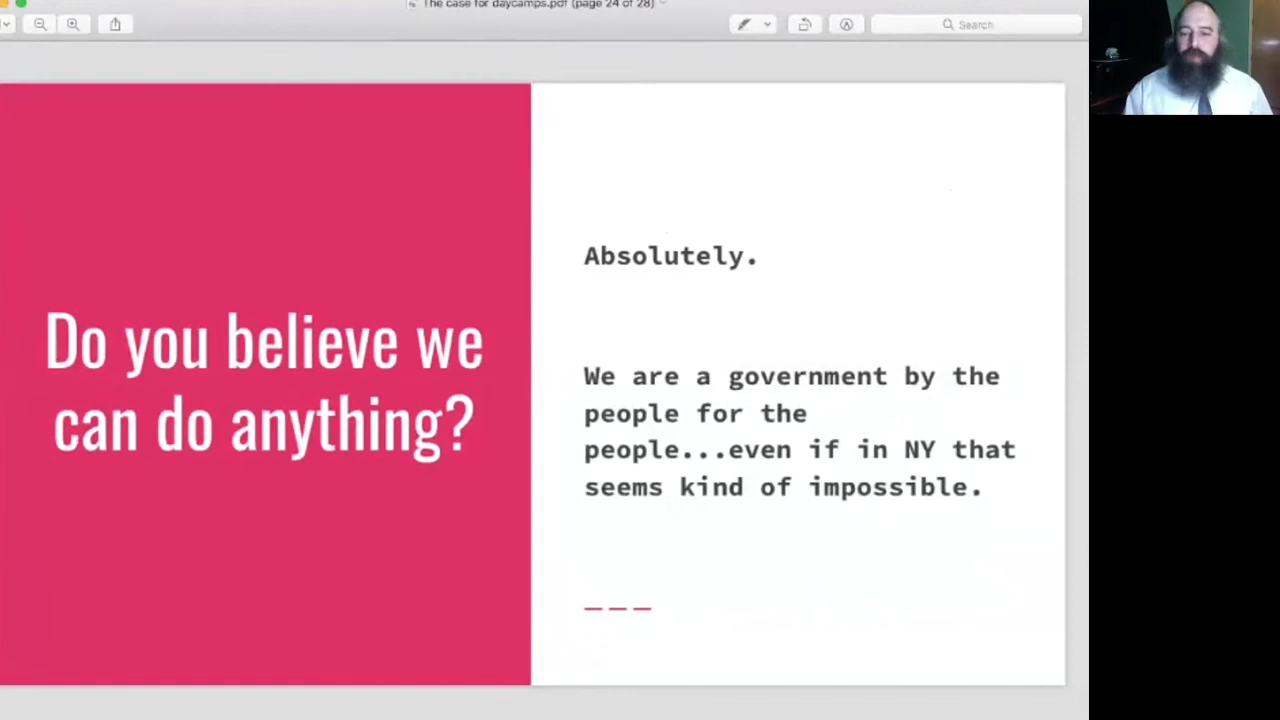 The case for daycamps.pdf (page 24 of 28)
Search
Do you believe we
can do anything?
Absolutely.
We are a government by the
people for the
people...even if in NY that
seems kind of impossible.